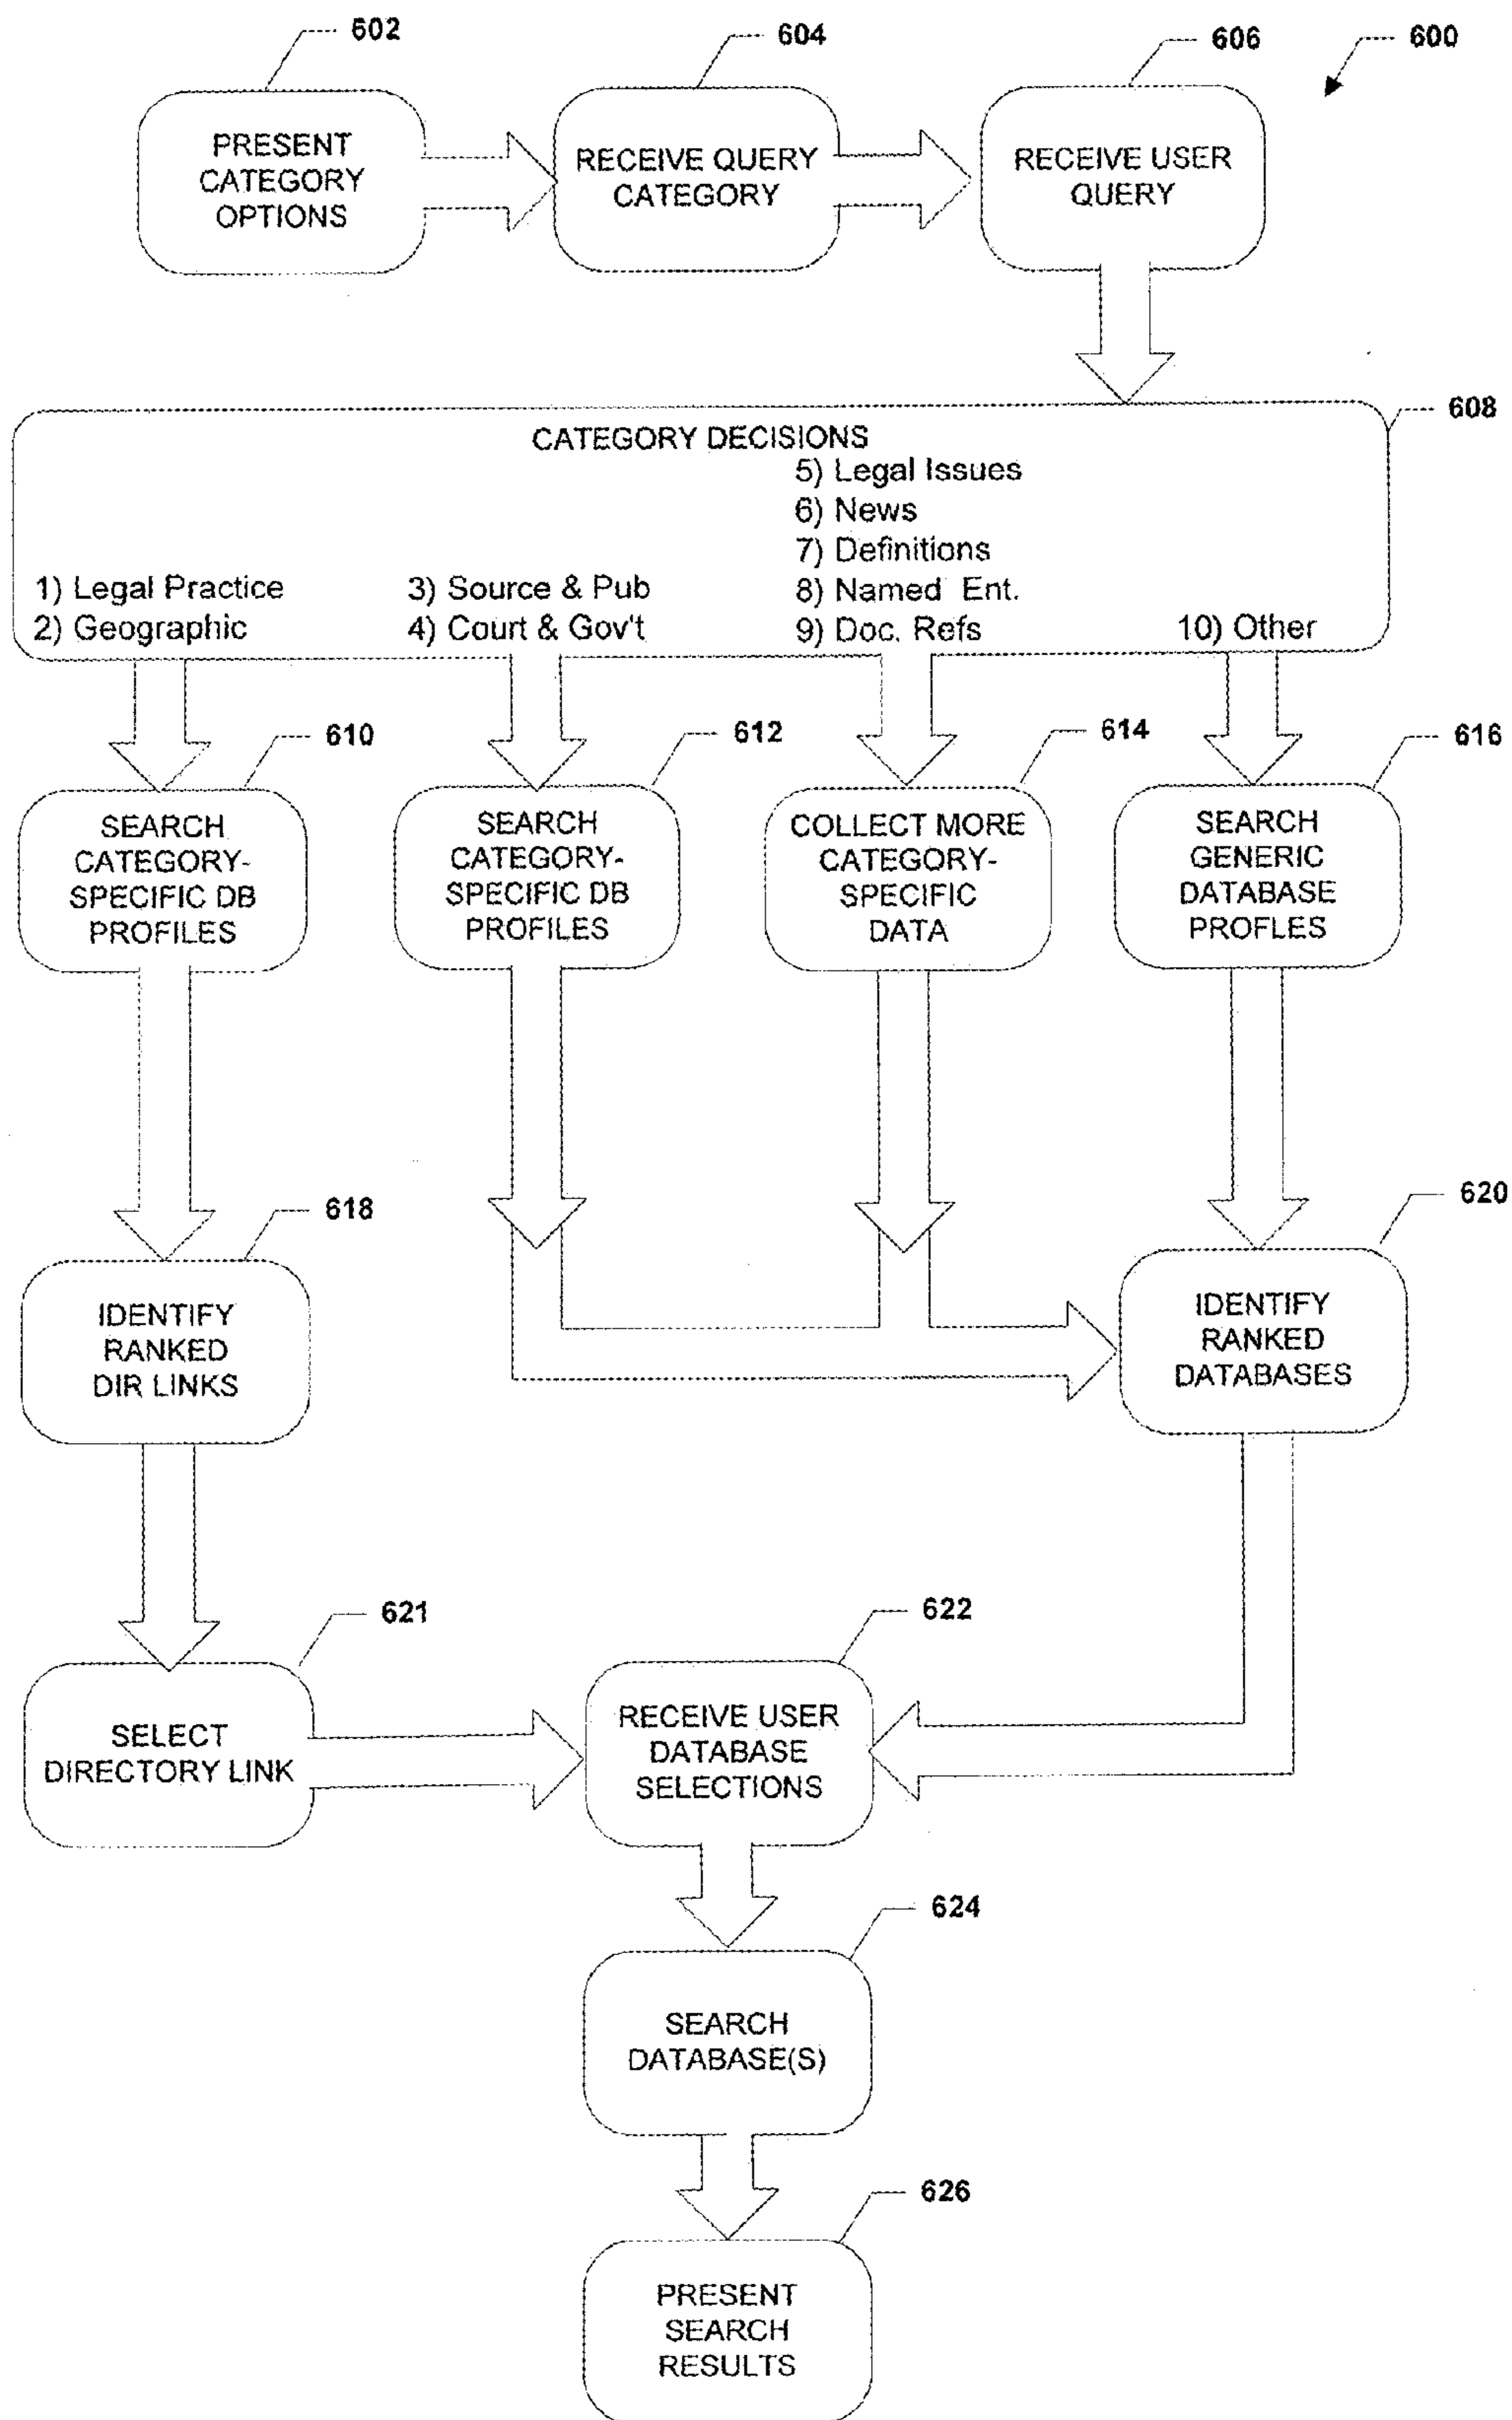 602
604
606
600
PRESENT
CATEGORY
OPTIONS
RECEIVE QUERY
CATEGORY
RECEIVE USER
QUERY
608
CATEGORY DECISIONS
1) Legal Practice
2) Geographic
3) Source & Pub
4) Court & Gov't
5) Legal Issues
6) News
7) Definitions
8) Named Ent.
9) Doc. Refs
10) Other
610
612
614
616
SEARCH
CATEGORY-
SPECIFIC DB
PROFILES
SEARCH
CATEGORY-
SPECIFIC DB
PROFILES
COLLECT MORE
CATEGORY-
SPECIFIC
DATA
SEARCH
GENERIC
DATABASE
PROFLES
618
620
IDENTIFY
RANKED
DIR LINKS
IDENTIFY
RANKED
DATABASES
621
622
SELECT
DIRECTORY LINK
RECEIVE USER
DATABASE
SELECTIONS
624
SEARCH
DATABASE(S)
626
PRESENT
SEARCH
RESULTS